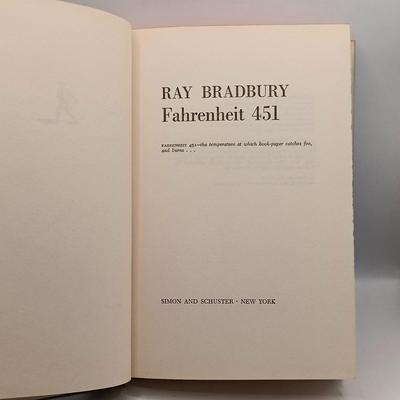 RAY BRADBURY
Fahrenheit 451
FAHRENHEIT 451—the temperature at which book-paper catches fire,
and burns . . .
SIMON AND SCHUSTER · NEW YORK